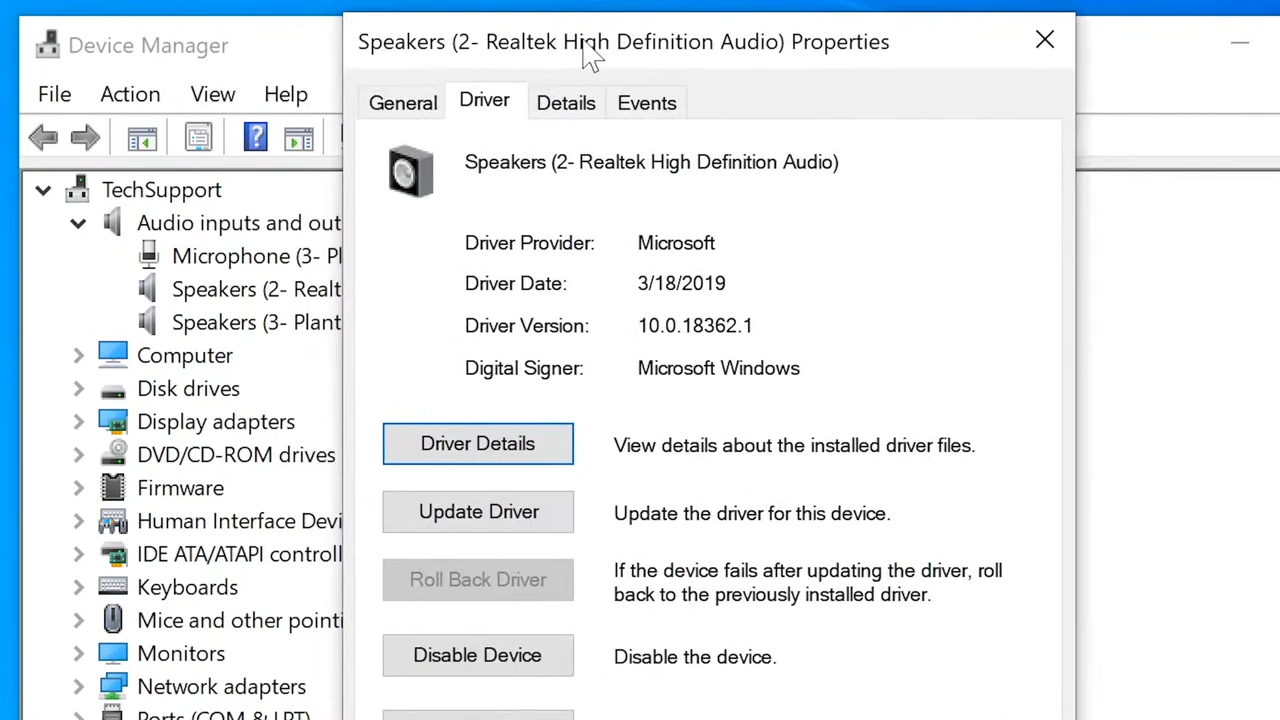 Device Manager
File Action View Help
TechSupport
Audio inputs and out
Microphone (3- Pl
Speakers (2- Realt
Speakers (3- Plant
Computer
Disk drives
Display adapters
DVD/CD-ROM drives
Firmware
Human Interface Devi
IDE ATA/ATAPI controll
Keyboards
Mice and other pointi
Monitors
Network adapters
Ports (COM & LPT)
Speakers (2- Realtek High Definition Audio) Properties
General Driver Details Events
Speakers (2- Realtek High Definition Audio)
Driver Provider: Microsoft
Driver Date: 3/18/2019
Driver Version: 10.0.18362.1
Digital Signer: Microsoft Windows
Driver Details View details about the installed driver files.
Update Driver Update the driver for this device.
Roll Back Driver If the device fails after updating the driver, roll
back to the previously installed driver.
Disable Device Disable the device.